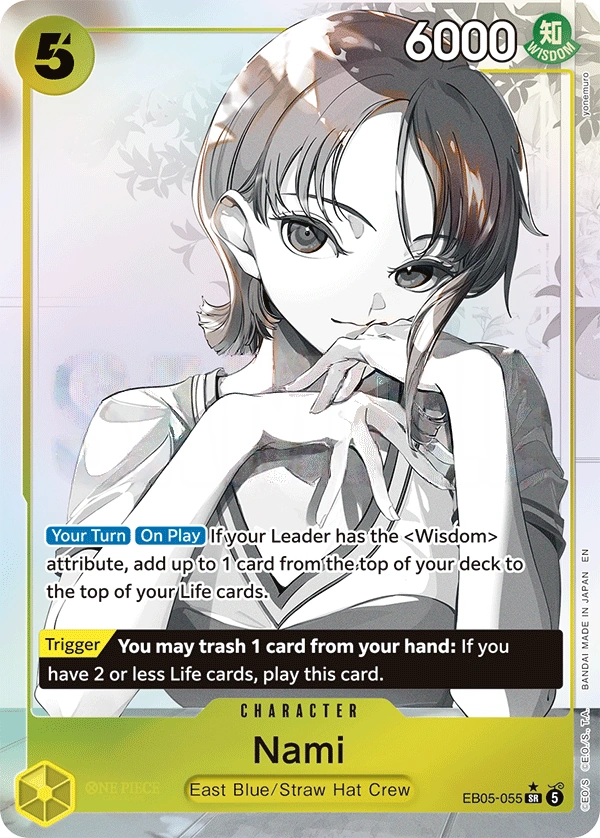 5
6000
知
WISDOM
yonemuro
Your Turn On Play If your Leader has the <Wisdom>
attribute, add up to 1 card from the top of your deck to
the top of your Life cards.
Trigger You may trash 1 card from your hand: If you
have 2 or less Life cards, play this card.
CHARACTER
Nami
East Blue/Straw Hat Crew
ONE PIECE
EB05-055 SR 5
©E.O/S ©E.O./S., T.A. BANDAI MADE IN JAPAN EN